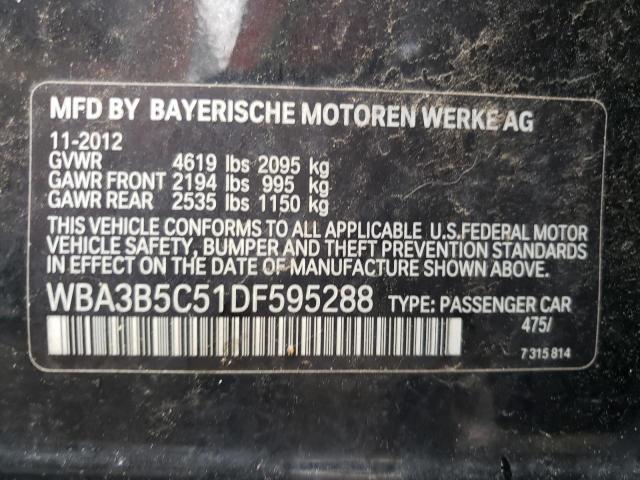 MFD BY BAYERISCHE MOTOREN WERKE AG
11-2012
GVWR 4619 lbs 2095 kg
GAWR FRONT 2194 lbs 995 kg
GAWR REAR 2535 lbs 1150 kg
THIS VEHICLE CONFORMS TO ALL APPLICABLE U.S.FEDERAL MOTOR
VEHICLE SAFETY, BUMPER AND THEFT PREVENTION STANDARDS
IN EFFECT ON THE DATE OF MANUFACTURE SHOWN ABOVE.
WBA3B5C51DF595288 TYPE: PASSENGER CAR
475/
7 315 814